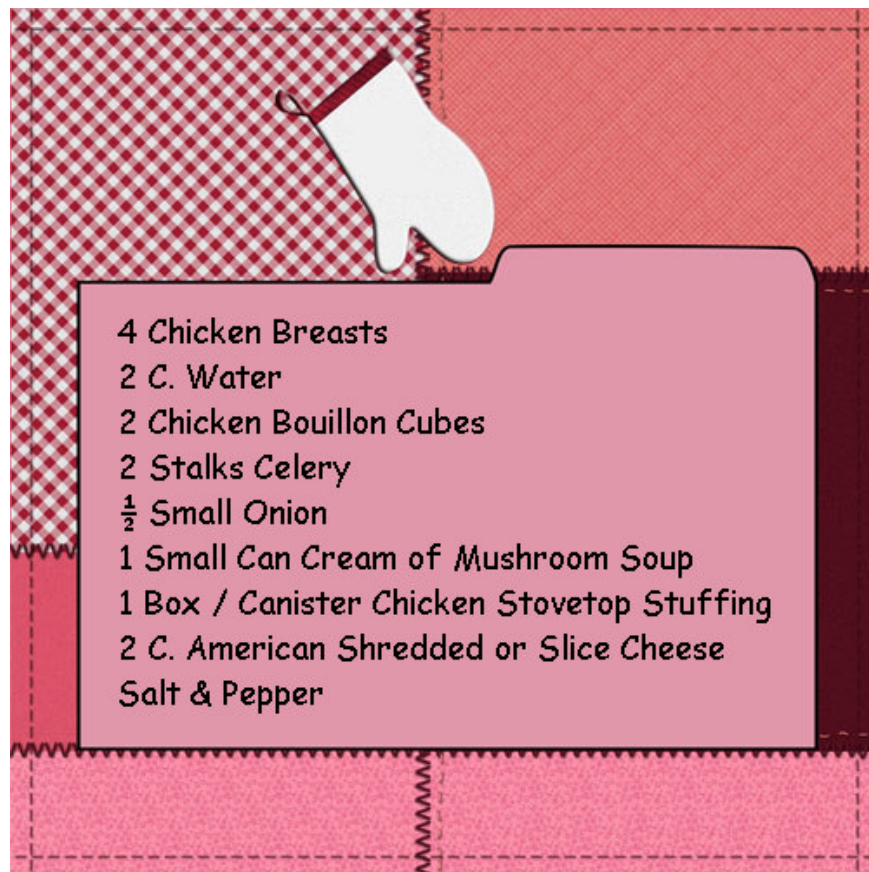 4 Chicken Breasts
2 C. Water
2 Chicken Bouillon Cubes
2 Stalks Celery
½ Small Onion
1 Small Can Cream of Mushroom Soup
1 Box / Canister Chicken Stovetop Stuffing
2 C. American Shredded or Slice Cheese
Salt & Pepper